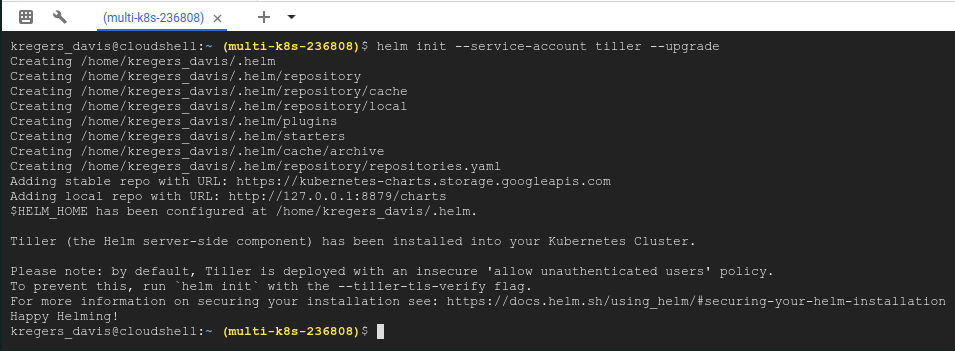 (multi-k8s-236808) × + ▾
kregers_davis@cloudshell:~ (multi-k8s-236808)$ helm init --service-account tiller --upgrade
Creating /home/kregers_davis/.helm
Creating /home/kregers_davis/.helm/repository
Creating /home/kregers_davis/.helm/repository/cache
Creating /home/kregers_davis/.helm/repository/local
Creating /home/kregers_davis/.helm/plugins
Creating /home/kregers_davis/.helm/starters
Creating /home/kregers_davis/.helm/cache/archive
Creating /home/kregers_davis/.helm/repository/repositories.yaml
Adding stable repo with URL: https://kubernetes-charts.storage.googleapis.com
Adding local repo with URL: http://127.0.0.1:8879/charts
$HELM_HOME has been configured at /home/kregers_davis/.helm.
Tiller (the Helm server-side component) has been installed into your Kubernetes Cluster.
Please note: by default, Tiller is deployed with an insecure 'allow unauthenticated users' policy.
To prevent this, run `helm init` with the --tiller-tls-verify flag.
For more information on securing your installation see: https://docs.helm.sh/using_helm/#securing-your-helm-installation
Happy Helming!
kregers_davis@cloudshell:~ (multi-k8s-236808)$